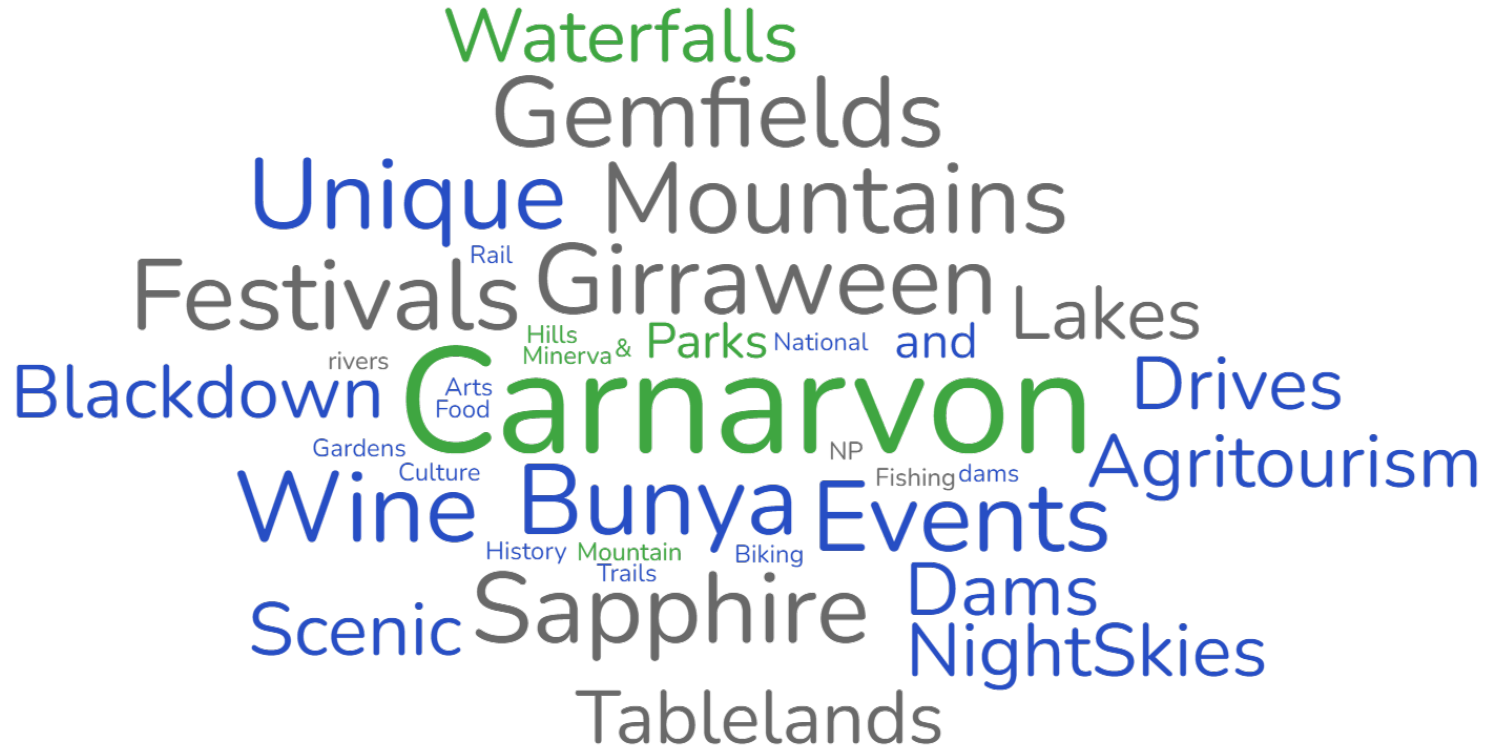 Waterfalls
Gemfields
Unique Mountains
Rail
Festivals Girraween Lakes
Hills
Minerva & Parks National and
rivers
Blackdown Carnarvon Drives
Arts
Food
Gardens NP Agritourism
Culture Fishing dams
Wine Bunya Events
History Mountain Biking
Trails
Sapphire Dams
Scenic NightSkies
Tablelands